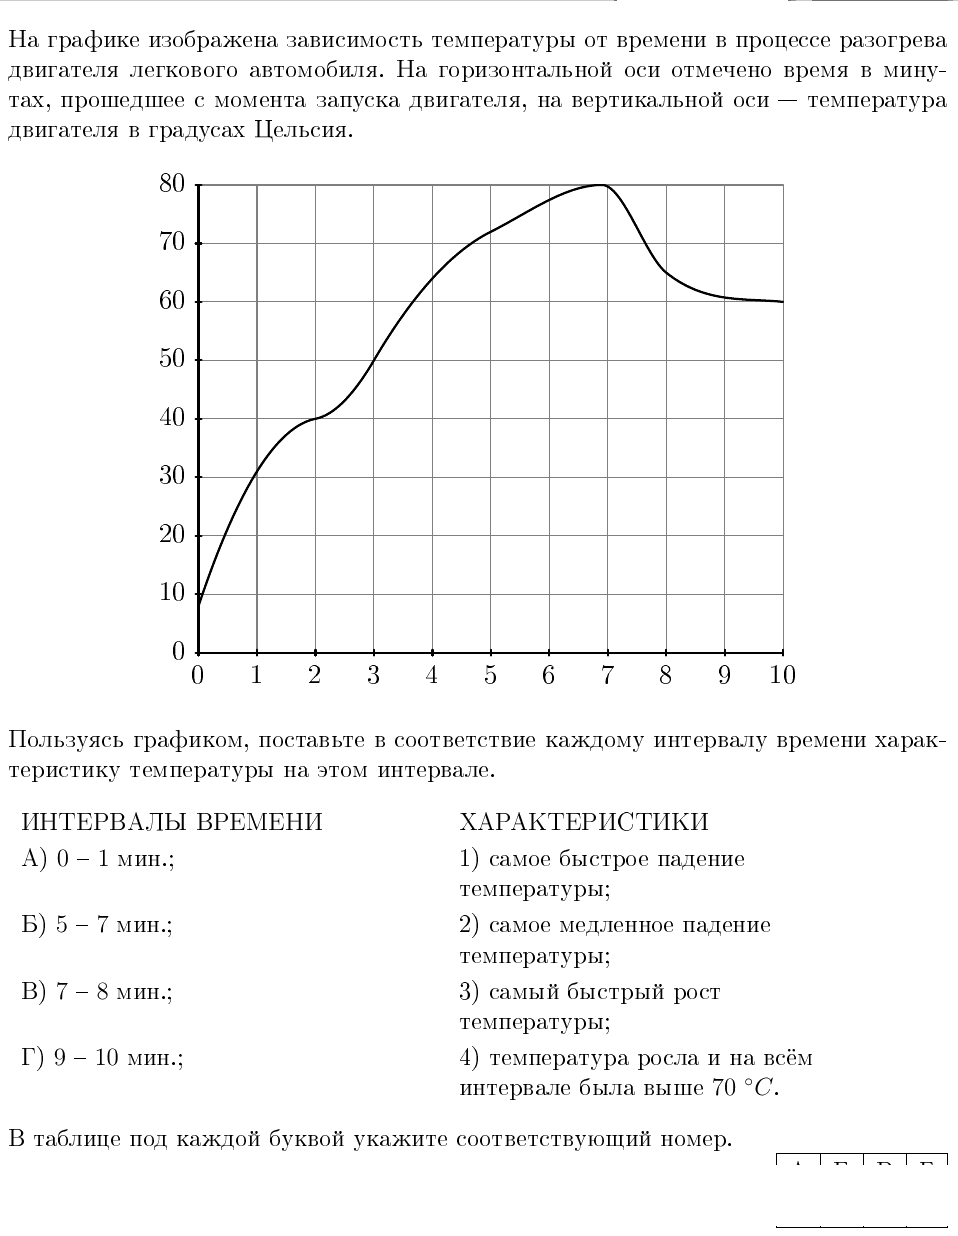 На графике изображена зависимость температуры от времени в процессе разогрева
двигателя легкового автомобиля. На горизонтальной оси отмечено время в мину-
тах, прошедшее с момента запуска двигателя, на вертикальной оси — температура
двигателя в градусах Цельсия.
80
70
60
50
40
30
20
10
0
0 1 2 3 4 5 6 7 8 9 10
Пользуясь графиком, поставьте в соответствие каждому интервалу времени харак-
теристику температуры на этом интервале.
ИНТЕРВАЛЫ ВРЕМЕНИ ХАРАКТЕРИСТИКИ
А) 0 – 1 мин.; 1) самое быстрое падение
температуры;
Б) 5 – 7 мин.; 2) самое медленное падение
температуры;
В) 7 – 8 мин.; 3) самый быстрый рост
температуры;
Г) 9 – 10 мин.; 4) температура росла и на всём
интервале была выше 70 °C.
В таблице под каждой буквой укажите соответствующий номер.